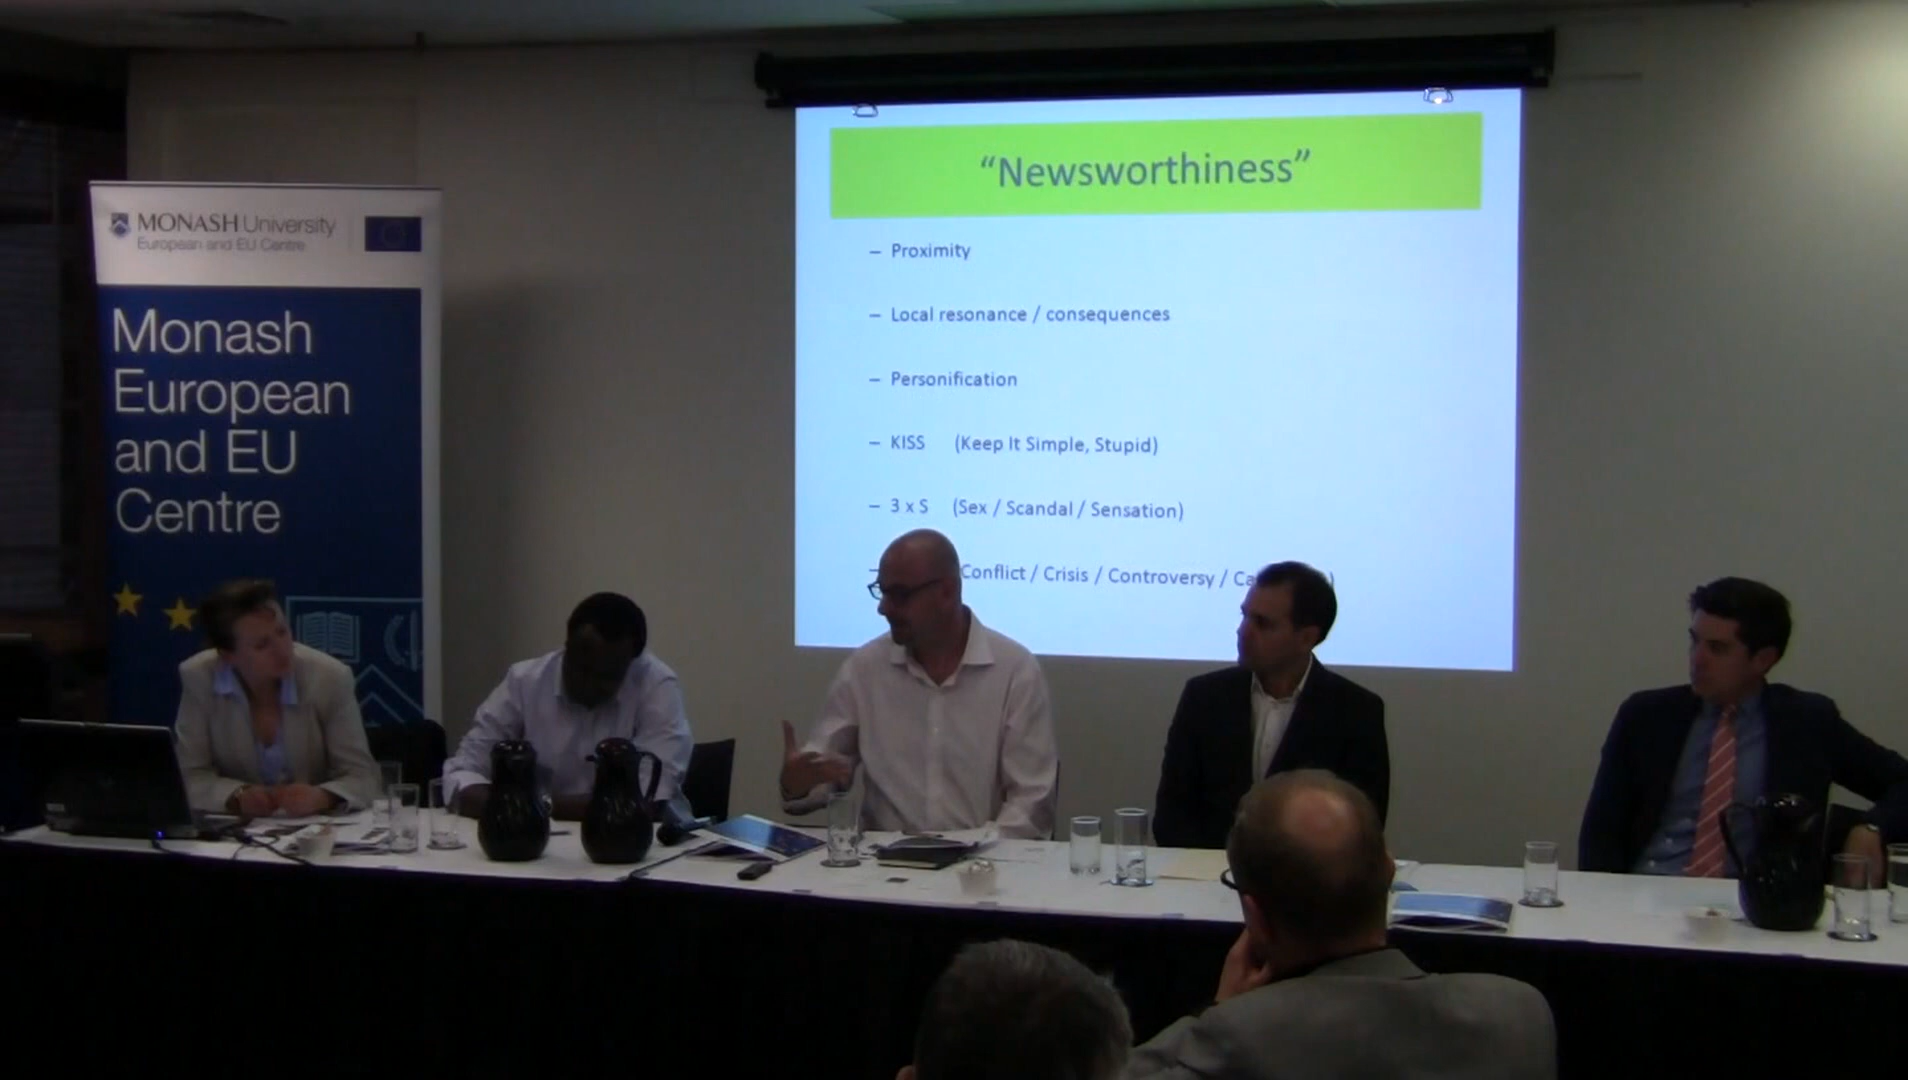 MONASH University
European and EU Centre
Monash
European
and EU
Centre
“Newsworthiness”
– Proximity
– Local resonance / consequences
– Personification
– KISS (Keep It Simple, Stupid)
– 3 x S (Sex / Scandal / Sensation)
– Conflict / Crisis / Controversy /